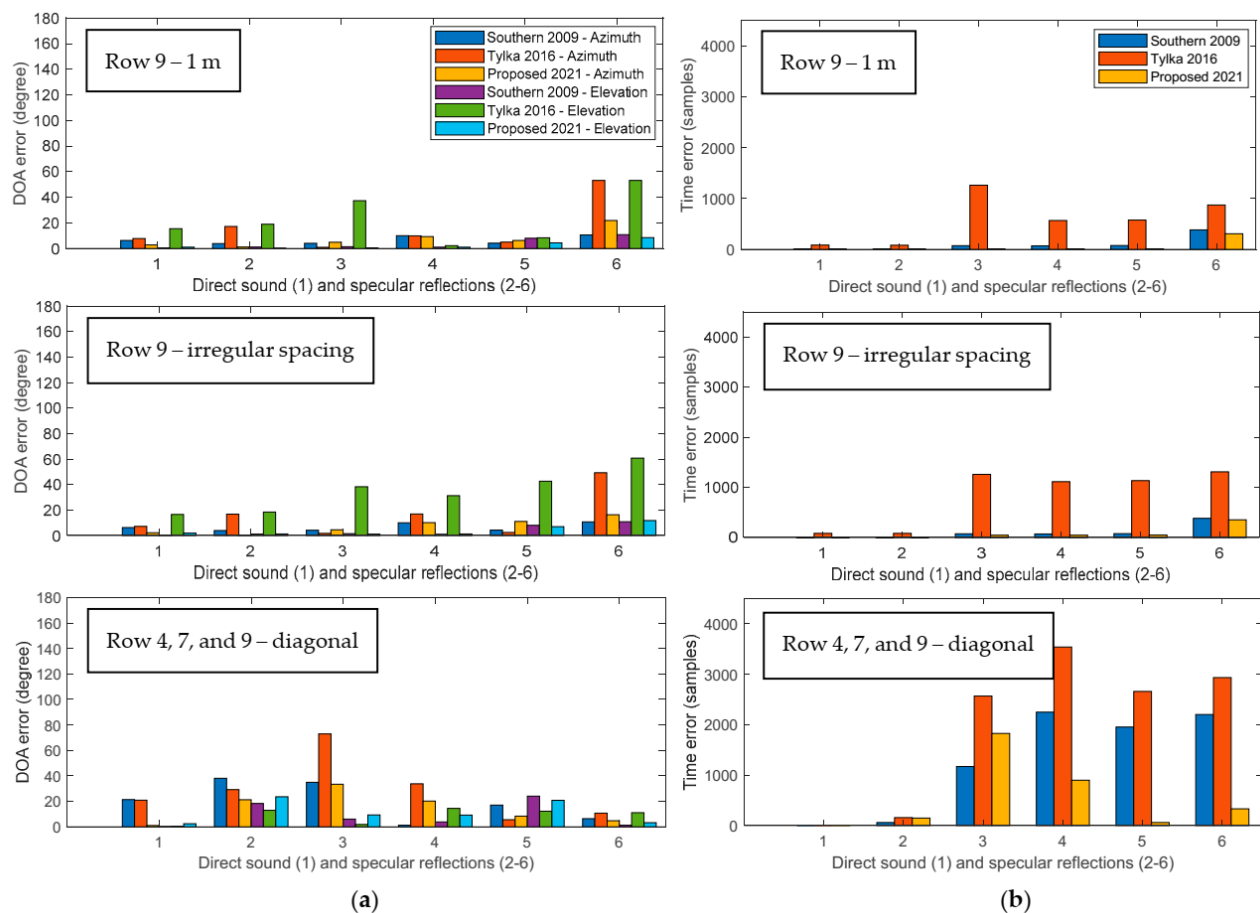 180
160
140
120
100
80
60
40
20
0
DOA error (degree)
Row 9 – 1 m
Southern 2009 - Azimuth
Tylka 2016 - Azimuth
Proposed 2021 - Azimuth
Southern 2009 - Elevation
Tylka 2016 - Elevation
Proposed 2021 - Elevation
1 2 3 4 5 6
Direct sound (1) and specular reflections (2-6)
4000
3000
2000
1000
0
Time error (samples)
Row 9 – 1 m
Southern 2009
Tylka 2016
Proposed 2021
1 2 3 4 5 6
Direct sound (1) and specular reflections (2-6)
180
160
140
120
100
80
60
40
20
0
DOA error (degree)
Row 9 – irregular spacing
1 2 3 4 5 6
Direct sound (1) and specular reflections (2-6)
4000
3000
2000
1000
0
Time error (samples)
Row 9 – irregular spacing
1 2 3 4 5 6
Direct sound (1) and specular reflections (2-6)
180
160
140
120
100
80
60
40
20
0
DOA error (degree)
Row 4, 7, and 9 – diagonal
1 2 3 4 5 6
Direct sound (1) and specular reflections (2-6)
4000
3000
2000
1000
0
Time error (samples)
Row 4, 7, and 9 – diagonal
1 2 3 4 5 6
Direct sound (1) and specular reflections (2-6)
(a)
(b)